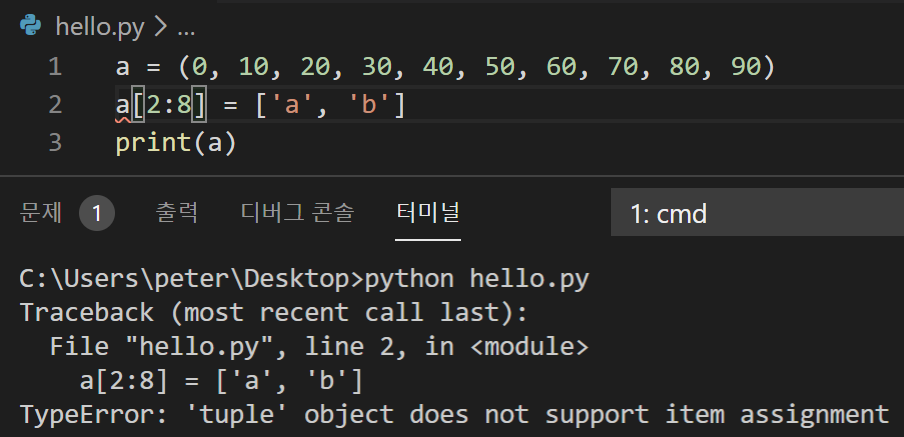 hello.py > ...
1 a = (0, 10, 20, 30, 40, 50, 60, 70, 80, 90)
2 a[2:8] = ['a', 'b']
3 print(a)
문제 1 출력 디버그 콘솔 터미널 1: cmd
C:\Users\peter\Desktop>python hello.py
Traceback (most recent call last):
  File "hello.py", line 2, in <module>
    a[2:8] = ['a', 'b']
TypeError: 'tuple' object does not support item assignment